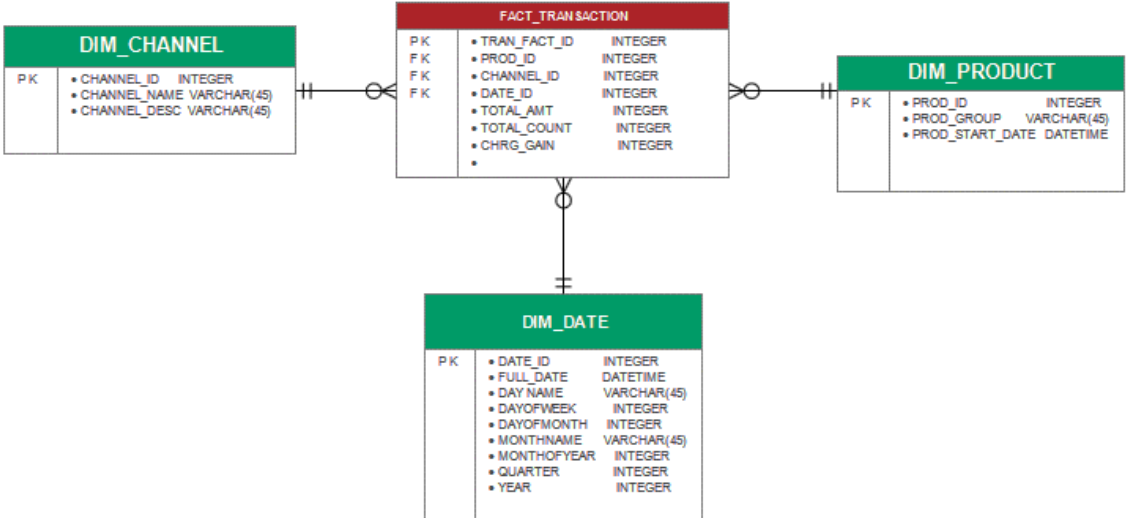 FACT_TRANSACTION
PK • TRAN_FACT_ID INTEGER
FK • PROD_ID INTEGER
FK • CHANNEL_ID INTEGER
FK • DATE_ID INTEGER
• TOTAL_AMT INTEGER
• TOTAL_COUNT INTEGER
• CHRG_GAIN INTEGER
•
DIM_CHANNEL
PK • CHANNEL_ID INTEGER
• CHANNEL_NAME VARCHAR(45)
• CHANNEL_DESC VARCHAR(45)
DIM_PRODUCT
PK • PROD_ID INTEGER
• PROD_GROUP VARCHAR(45)
• PROD_START_DATE DATETIME
DIM_DATE
PK • DATE_ID INTEGER
• FULL_DATE DATETIME
• DAY NAME VARCHAR(45)
• DAYOFWEEK INTEGER
• DAYOFMONTH INTEGER
• MONTHNAME VARCHAR(45)
• MONTHOFYEAR INTEGER
• QUARTER INTEGER
• YEAR INTEGER